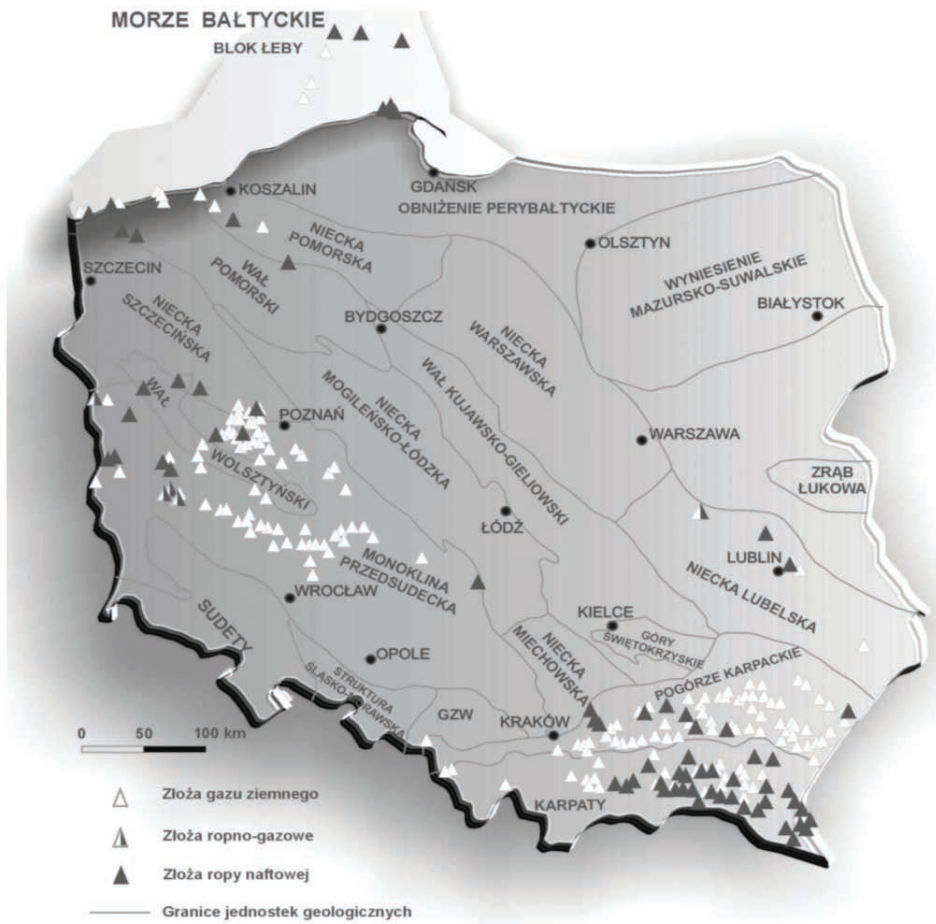 MORZE BAŁTYCKIE
BLOK ŁEBY
KOSZALIN
GDAŃSK
OBNIŻENIE PERYBAŁTYCKIE
OLSZTYN
SZCZECIN
NIECKA
POMORSKA
WAŁ
POMORSKI
WYNIESIENIE
MAZURSKO-SUWALSKIE
BIAŁYSTOK
NIECKA
SZCZECIŃSKA
BYDGOSZCZ
NIECKA
WARSZAWSKA
WAŁ KUJAWSKO-GIELIOWSKI
NIECKA
MOGILEŃSKO-ŁÓDZKA
WAŁ
WOLSZTYŃSKI
POZNAŃ
WARSZAWA
ZRĄB
ŁUKOWA
ŁÓDŹ
LUBLIN
NIECKA LUBELSKA
MONOKLINA
PRZEDSUDECKA
WROCŁAW
SUDETY
KIELCE
GÓRY
ŚWIĘTOKRZYSKIE
OPOLE
NIECKA
MIECHOWSKA
STRUKTURA
ŚLĄSKO-MORAWSKA
POGÓRZE KARPACKIE
GZW
KRAKÓW
KARPATY
0 50 100 km
Złoża gazu ziemnego
Złoża ropno-gazowe
Złoża ropy naftowej
Granice jednostek geologicznych